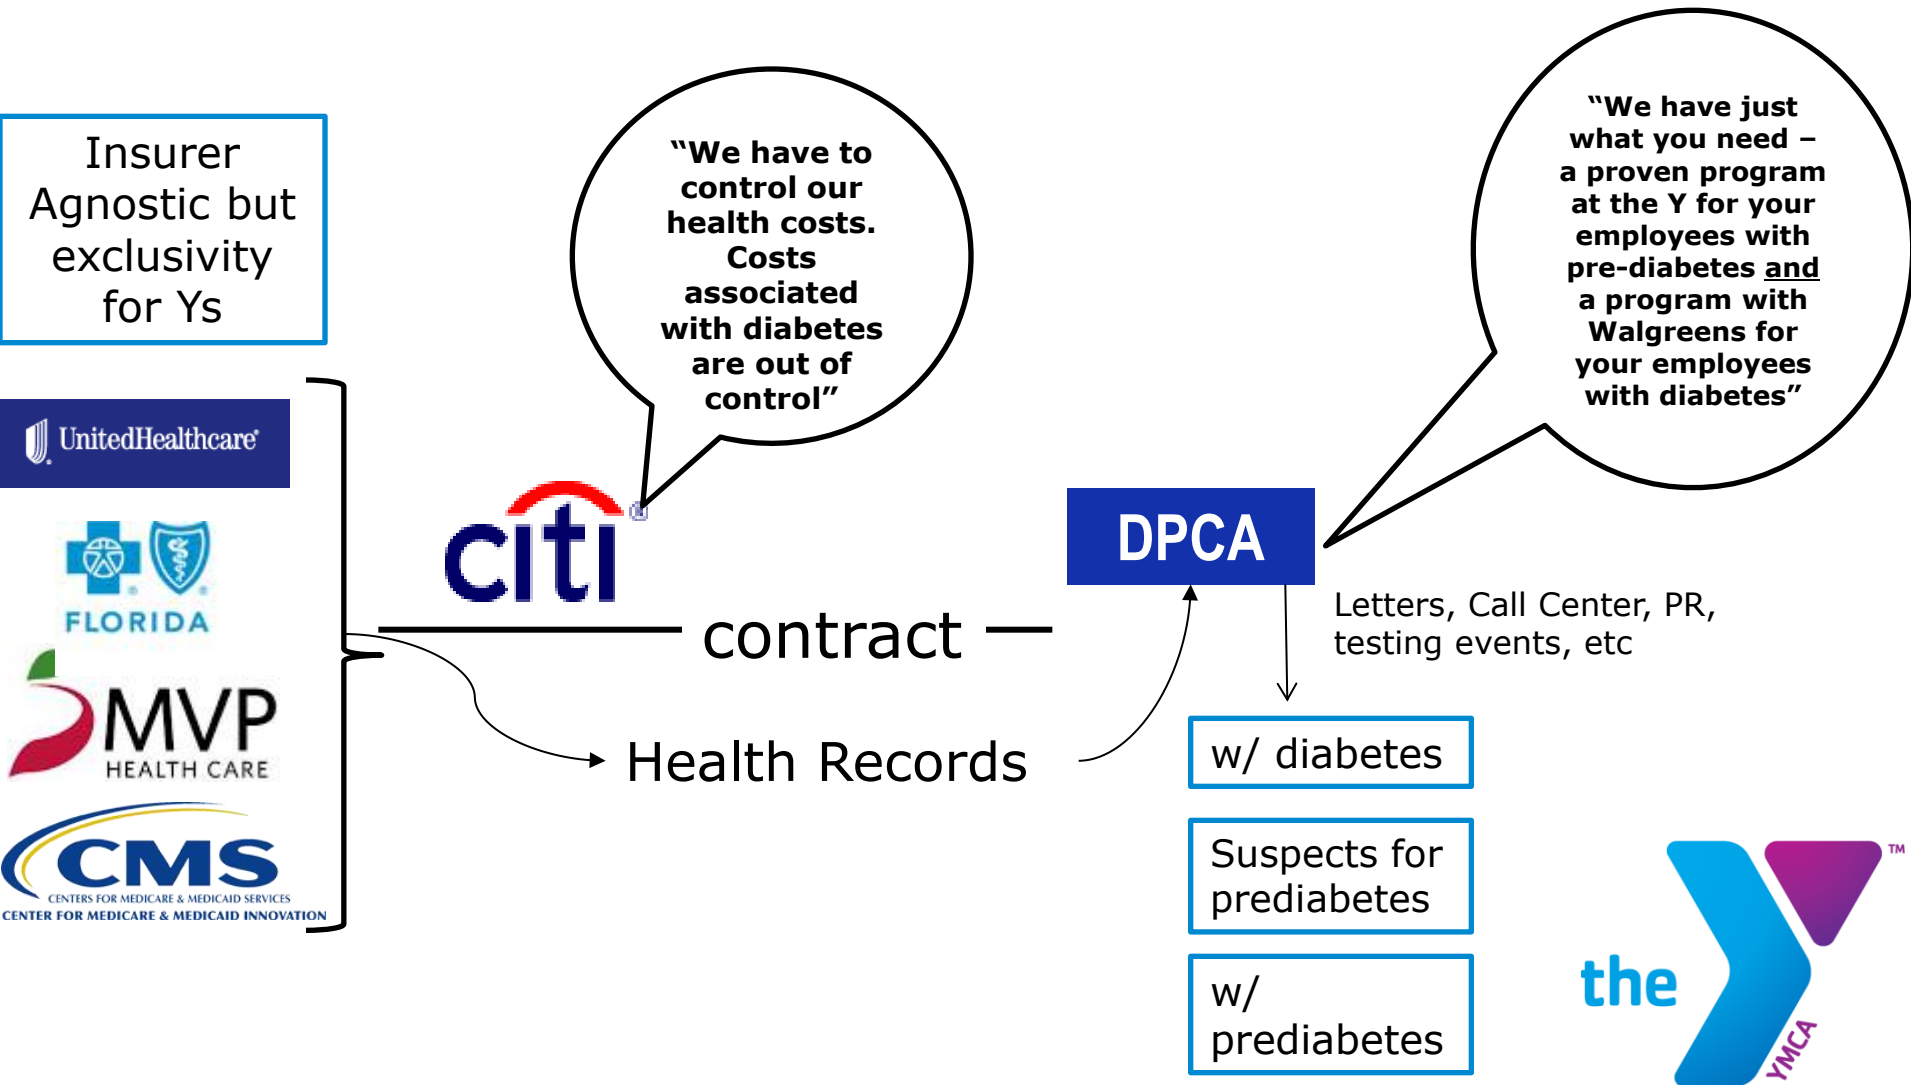 Insurer
Agnostic but
exclusivity
for Ys
UnitedHealthcare®
FLORIDA
MVP
HEALTH CARE
CMS
CENTERS FOR MEDICARE & MEDICAID SERVICES
CENTER FOR MEDICARE & MEDICAID INNOVATION
“We have to
control our
health costs.
Costs
associated
with diabetes
are out of
control”
citi®
contract
Health Records
DPCA
“We have just
what you need –
a proven program
at the Y for your
employees with
pre-diabetes and
a program with
Walgreens for
your employees
with diabetes”
Letters, Call Center, PR,
testing events, etc
w/ diabetes
Suspects for
prediabetes
w/
prediabetes
the Y™
YMCA